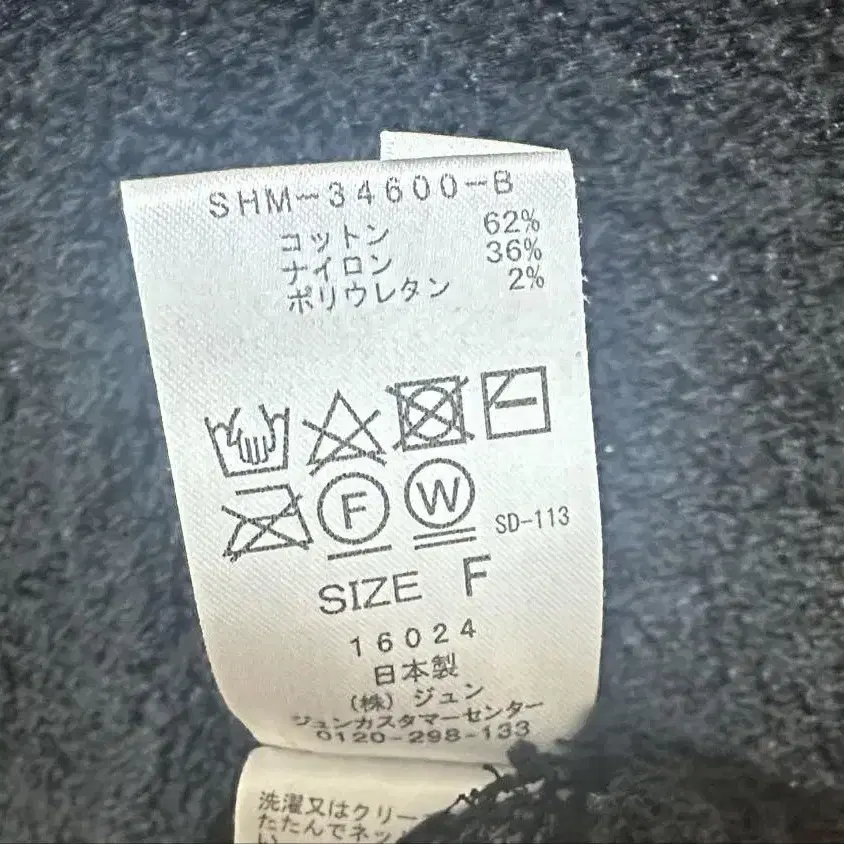 SHM-34600-B
コットン 62%
ナイロン 36%
ポリウレタン 2%
F W SD-113
SIZE F
16024
日本製
(株)ジュン
ジュンカスタマーセンター
0120-298-133
洗濯又はクリー
たたんでネッ
い